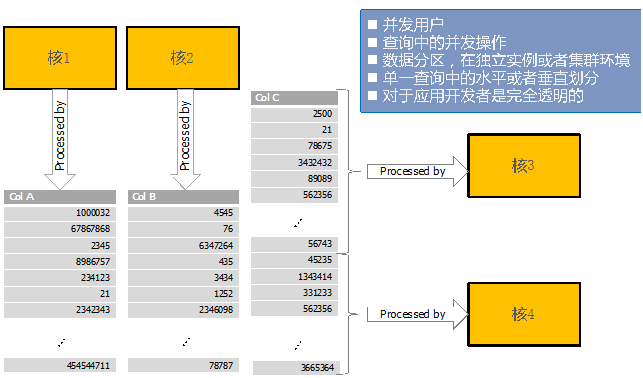 核1
核2
■ 并发用户
■ 查询中的并发操作
■ 数据分区，在独立实例或者集群环境
■ 单一查询中的水平或者垂直划分
■ 对于应用开发者是完全透明的
Processed by
Processed by
Col A
1000032
67867868
2345
8986757
234123
21
2342343
454544711
Col B
4545
76
6347264
435
3434
1252
2346098
78787
Col C
2500
21
78675
3432432
89089
562356
56743
45235
1343414
331233
562356
3665364
Processed by
核3
Processed by
核4